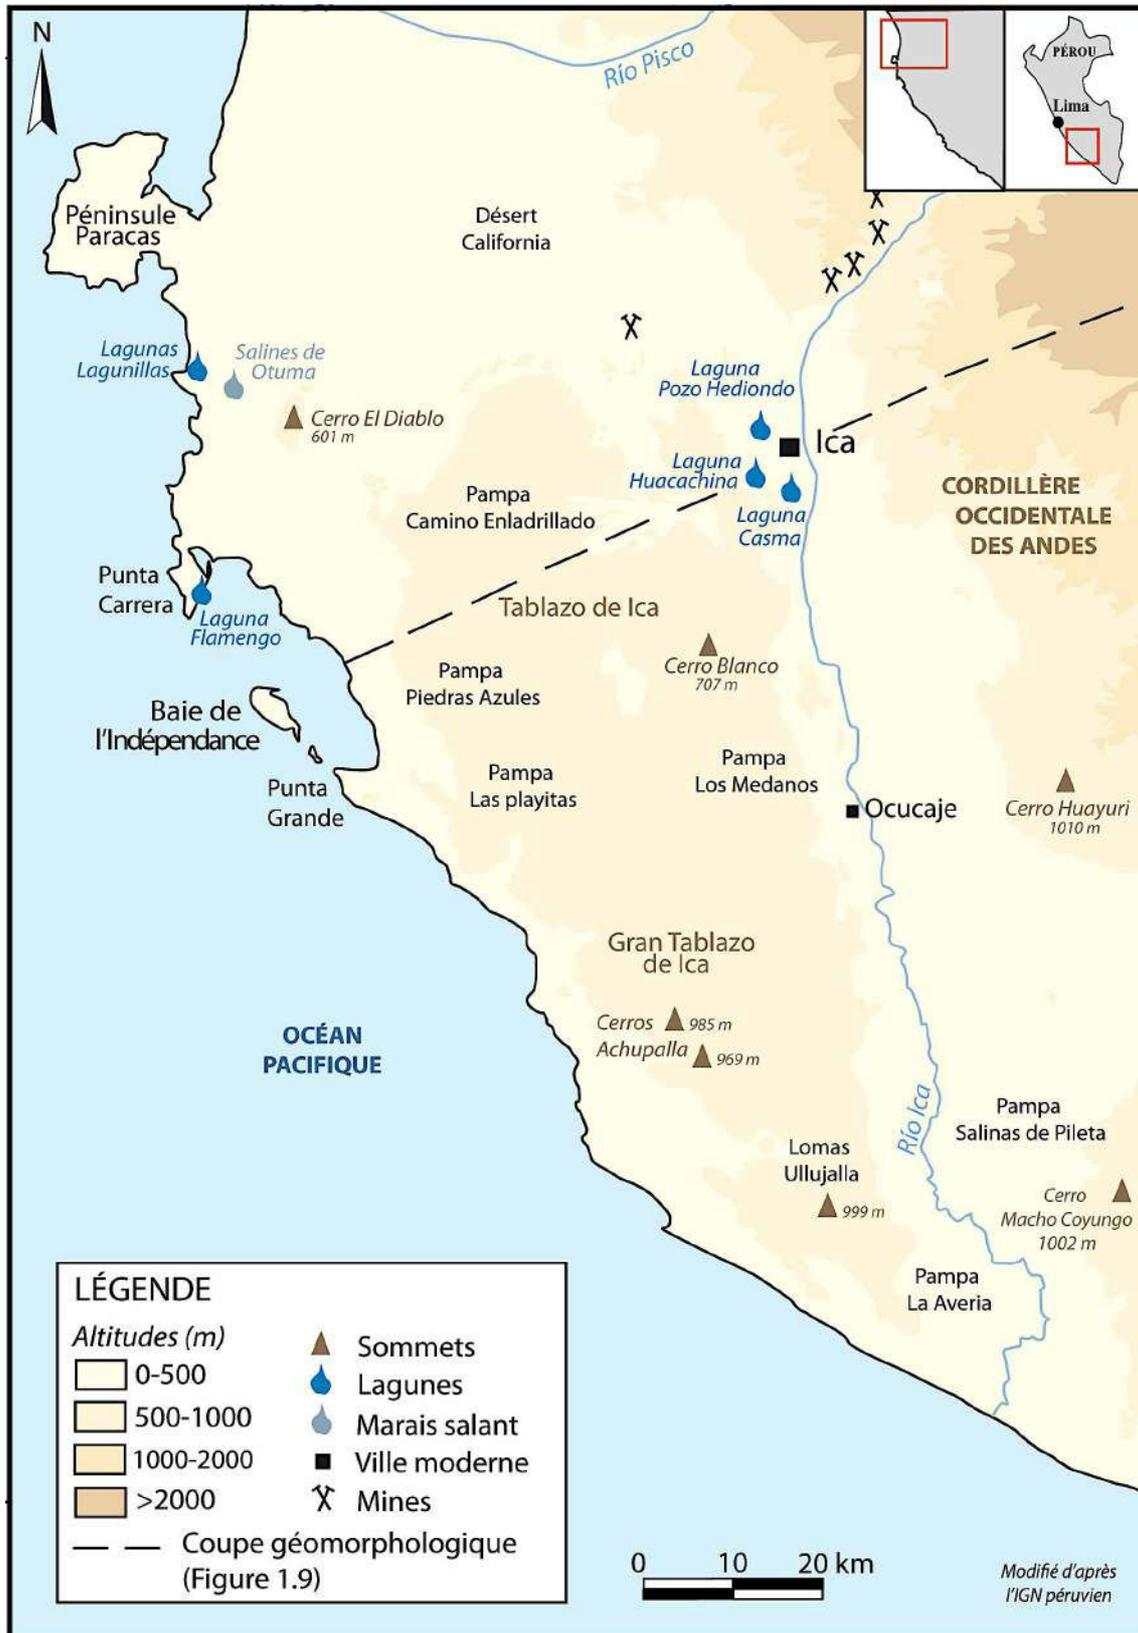 N
Río Pisco
PÉROU
Lima
Péninsule
Paracas
Désert
California
Lagunas
Lagunillas
Salines de
Otuma
Cerro El Diablo
601 m
Laguna
Pozo Hediondo
Ica
Laguna
Huacachina
Laguna
Casma
CORDILLÈRE
OCCIDENTALE
DES ANDES
Pampa
Camino Enladrillado
Punta
Carrera
Laguna
Flamengo
Tablazo de Ica
Cerro Blanco
707 m
Pampa
Piedras Azules
Baie de
l'Indépendance
Pampa
Las playitas
Pampa
Los Medanos
Punta
Grande
Ocucaje
Cerro Huayuri
1010 m
Gran Tablazo
de Ica
Cerros
Achupalla
985 m
969 m
OCÉAN
PACIFIQUE
Río Ica
Pampa
Salinas de Pileta
Lomas
Ullujalla
999 m
Cerro
Macho Coyungo
1002 m
Pampa
La Averia
LÉGENDE
Altitudes (m)
0-500
500-1000
1000-2000
>2000
Sommets
Lagunes
Marais salant
Ville moderne
Mines
Coupe géomorphologique
(Figure 1.9)
0 10 20 km
Modifié d'après
l'IGN péruvien